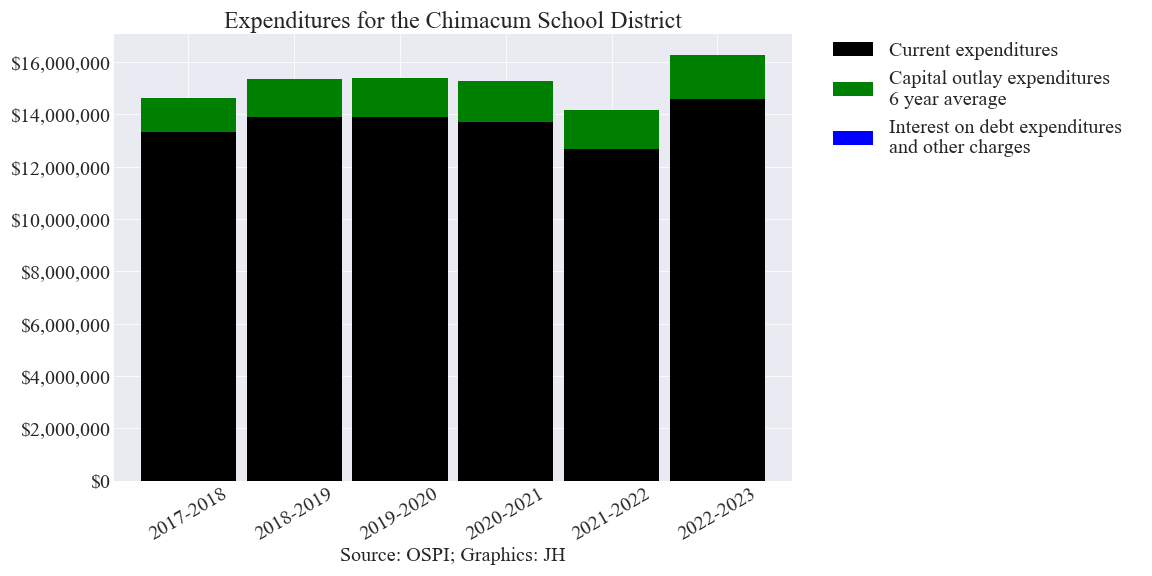 Expenditures for the Chimacum School District
$16,000,000
$14,000,000
$12,000,000
$10,000,000
$8,000,000
$6,000,000
$4,000,000
$2,000,000
$0
2017-2018
2018-2019
2019-2020
2020-2021
2021-2022
2022-2023
Source: OSPI; Graphics: JH
Current expenditures
Capital outlay expenditures
6 year average
Interest on debt expenditures
and other charges